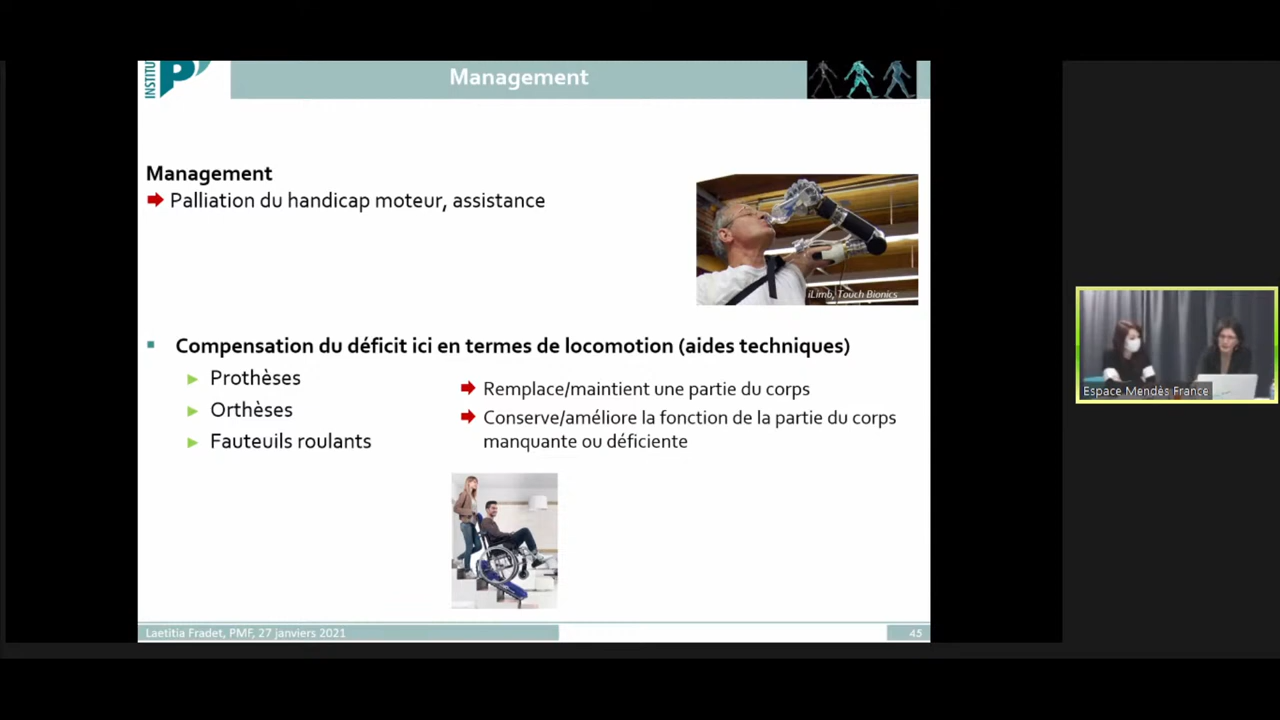 INSTITUT
P'
Management
Management
Palliation du handicap moteur, assistance
iLimb, Touch Bionics
Compensation du déficit ici en termes de locomotion (aides techniques)
Prothèses
Orthèses
Fauteuils roulants
Remplace/maintient une partie du corps
Conserve/améliore la fonction de la partie du corps
manquante ou déficiente
Espace Mendès France
Laetitia Fradet, PMF, 27 janviers 2021
45